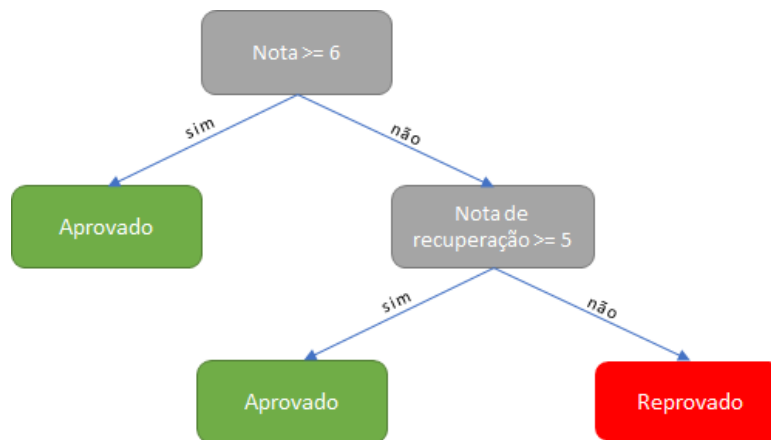 Nota >= 6
sim
não
Aprovado
Nota de
recuperação >= 5
sim
não
Aprovado
Reprovado